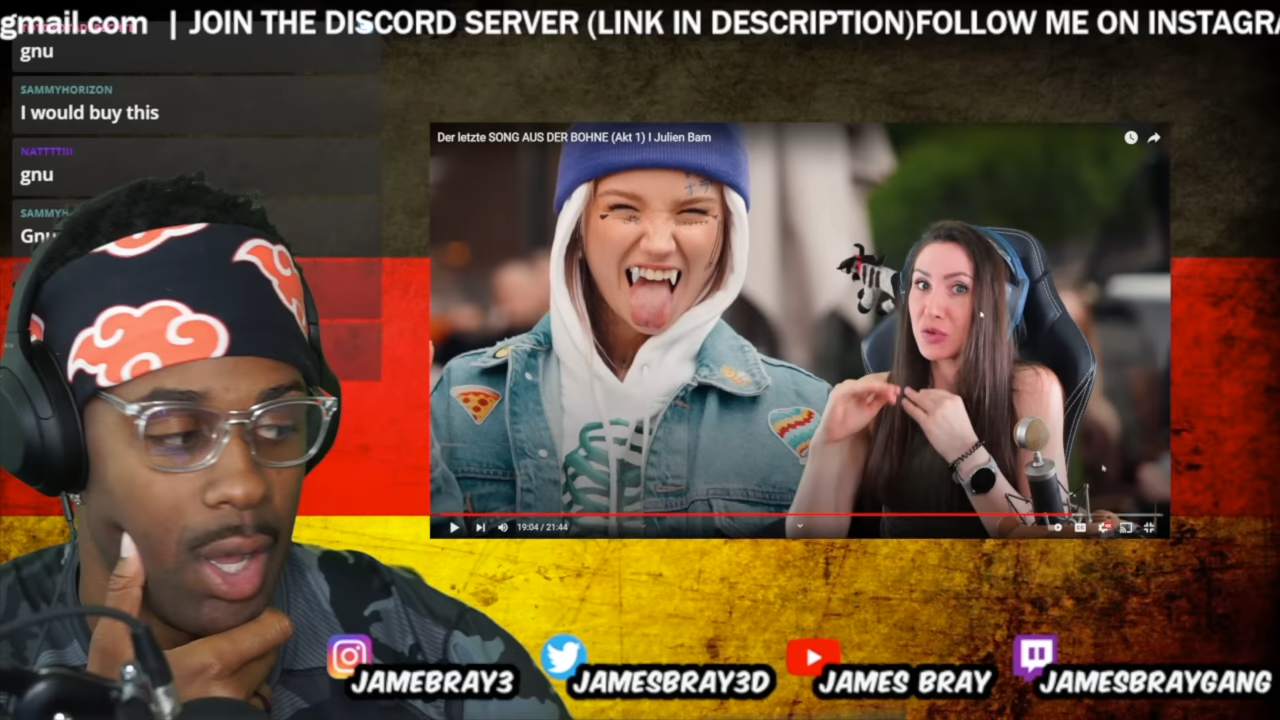 gmail.com | JOIN THE DISCORD SERVER (LINK IN DESCRIPTION)FOLLOW ME ON INSTAGRA
gnu
SAMMYHORIZON
I would buy this
NATTTTIII
gnu
SAMMYH
Gnu
Der letzte SONG AUS DER BOHNE (Akt 1) I Julien Bam
19:04 / 21:44
JAMEBRAY3
JAMESBRAY3D
JAMES BRAY
JAMESBRAYGANG